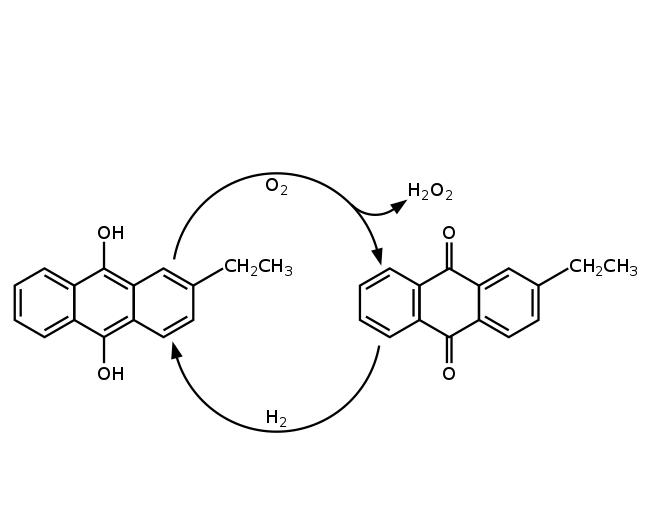 O₂
H₂O₂
OH
O
CH₂CH₃
CH₂CH₃
OH
O
H₂